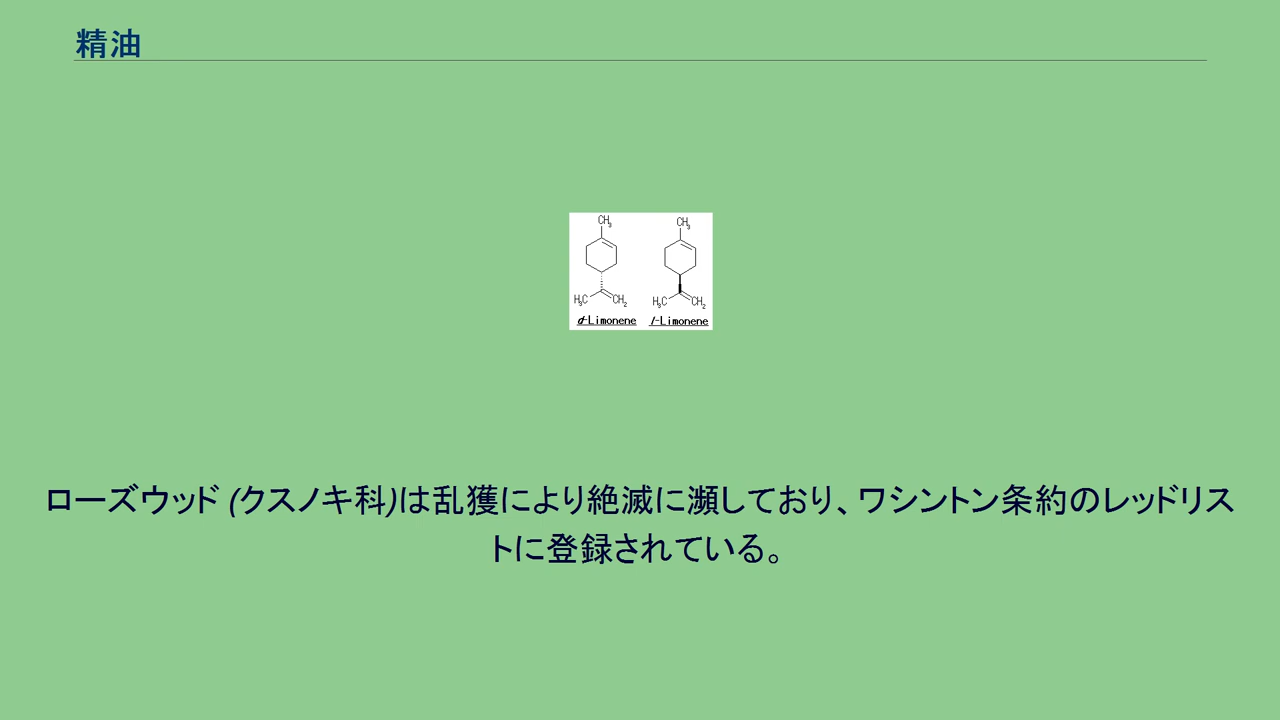 精油
CH₃ CH₃
H₃C CH₂ H₃C CH₂
d-Limonene l-Limonene
ローズウッド (クスノキ科)は乱獲により絶滅に瀕しており、ワシントン条約のレッドリス
トに登録されている。